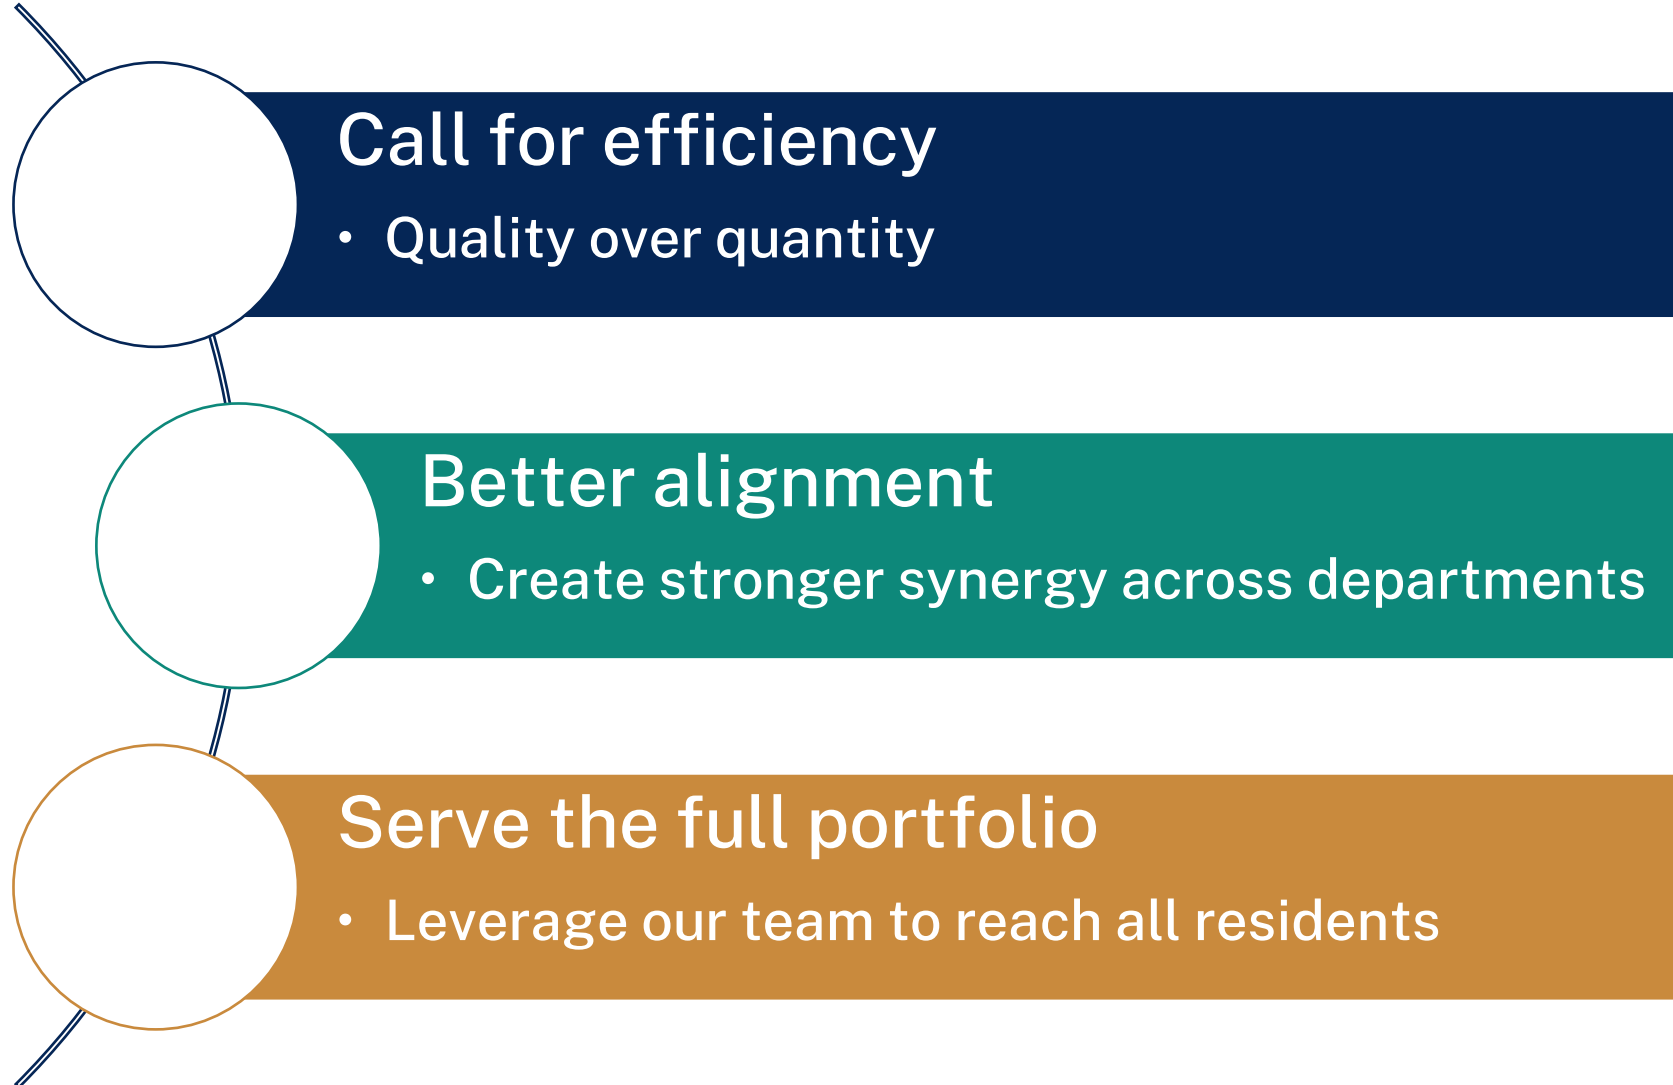 Call for efficiency
• Quality over quantity
Better alignment
• Create stronger synergy across departments
Serve the full portfolio
• Leverage our team to reach all residents